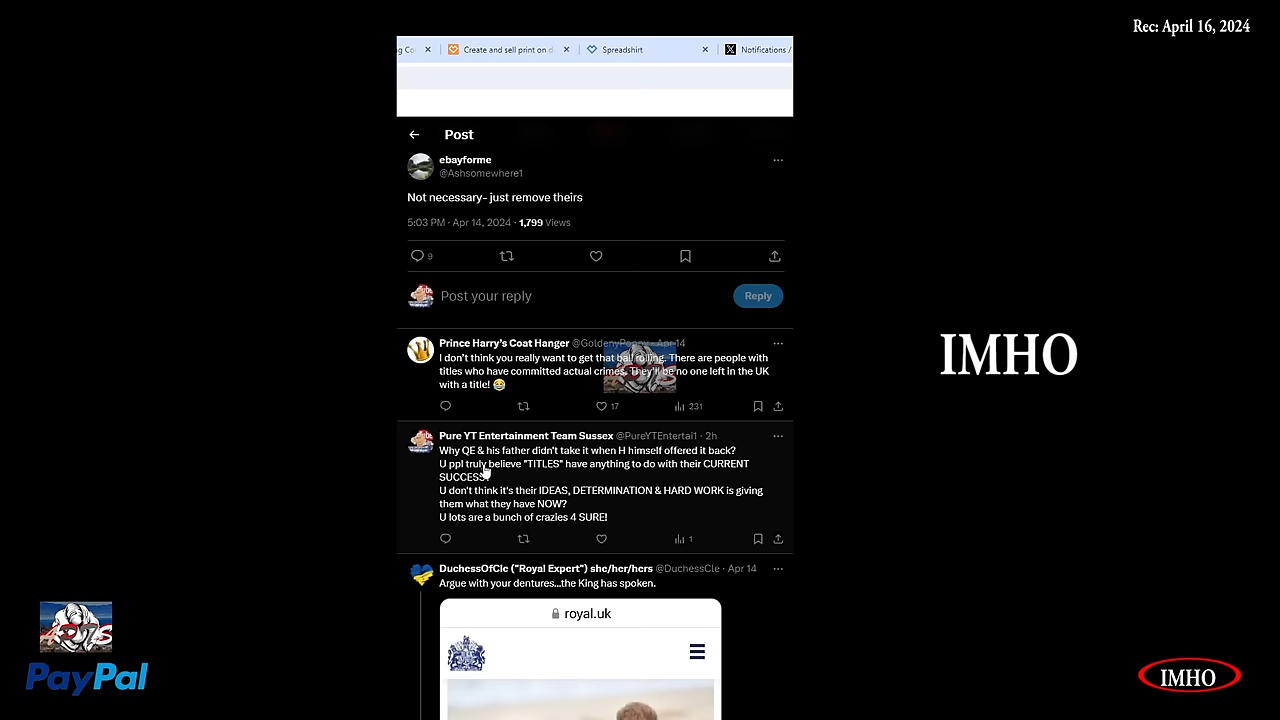 Rec: April 16, 2024
ng Co
Create and sell print on d
Spreadshirt
Notifications /
Post
ebayforme
@Ashsomewhere1
Not necessary- just remove theirs
5:03 PM · Apr 14, 2024 · 1,799 Views
9
Post your reply
Reply
Prince Harry's Coat Hanger · Apr 14
I don't think you really want to get that ball rolling. There are people with
titles who have committed actual crimes. They'll be no one left in the UK
with a title! 😂
17 231
IMHO
Pure YT Entertainment Team Sussex @PureYTEntertai1 · 2h
Why QE & his father didn't take it when H himself offered it back?
U ppl truly believe "TITLES" have anything to do with their CURRENT
SUCCESS
U don't think it's their IDEAS, DETERMINATION & HARD WORK is giving
them what they have NOW?
U lots are a bunch of crazies 4 SURE!
1
DuchessOfCle ("Royal Expert") she/her/hers @DuchessCle · Apr 14
Argue with your dentures...the King has spoken.
royal.uk
PayPal
IMHO